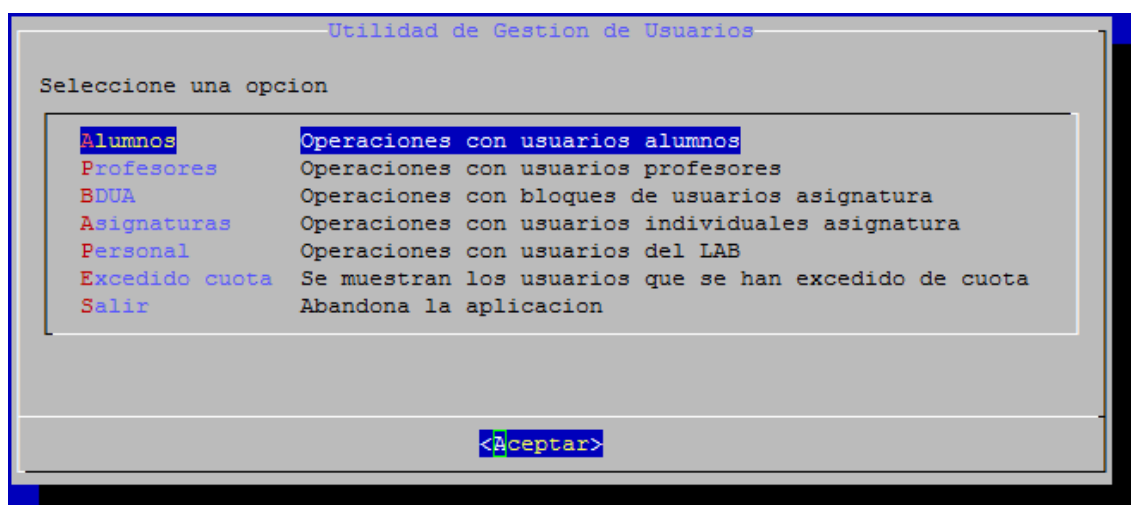 Utilidad de Gestion de Usuarios
Seleccione una opcion
Alumnos Operaciones con usuarios alumnos
Profesores Operaciones con usuarios profesores
BDUA Operaciones con bloques de usuarios asignatura
Asignaturas Operaciones con usuarios individuales asignatura
Personal Operaciones con usuarios del LAB
Excedido cuota Se muestran los usuarios que se han excedido de cuota
Salir Abandona la aplicacion
<Aceptar>